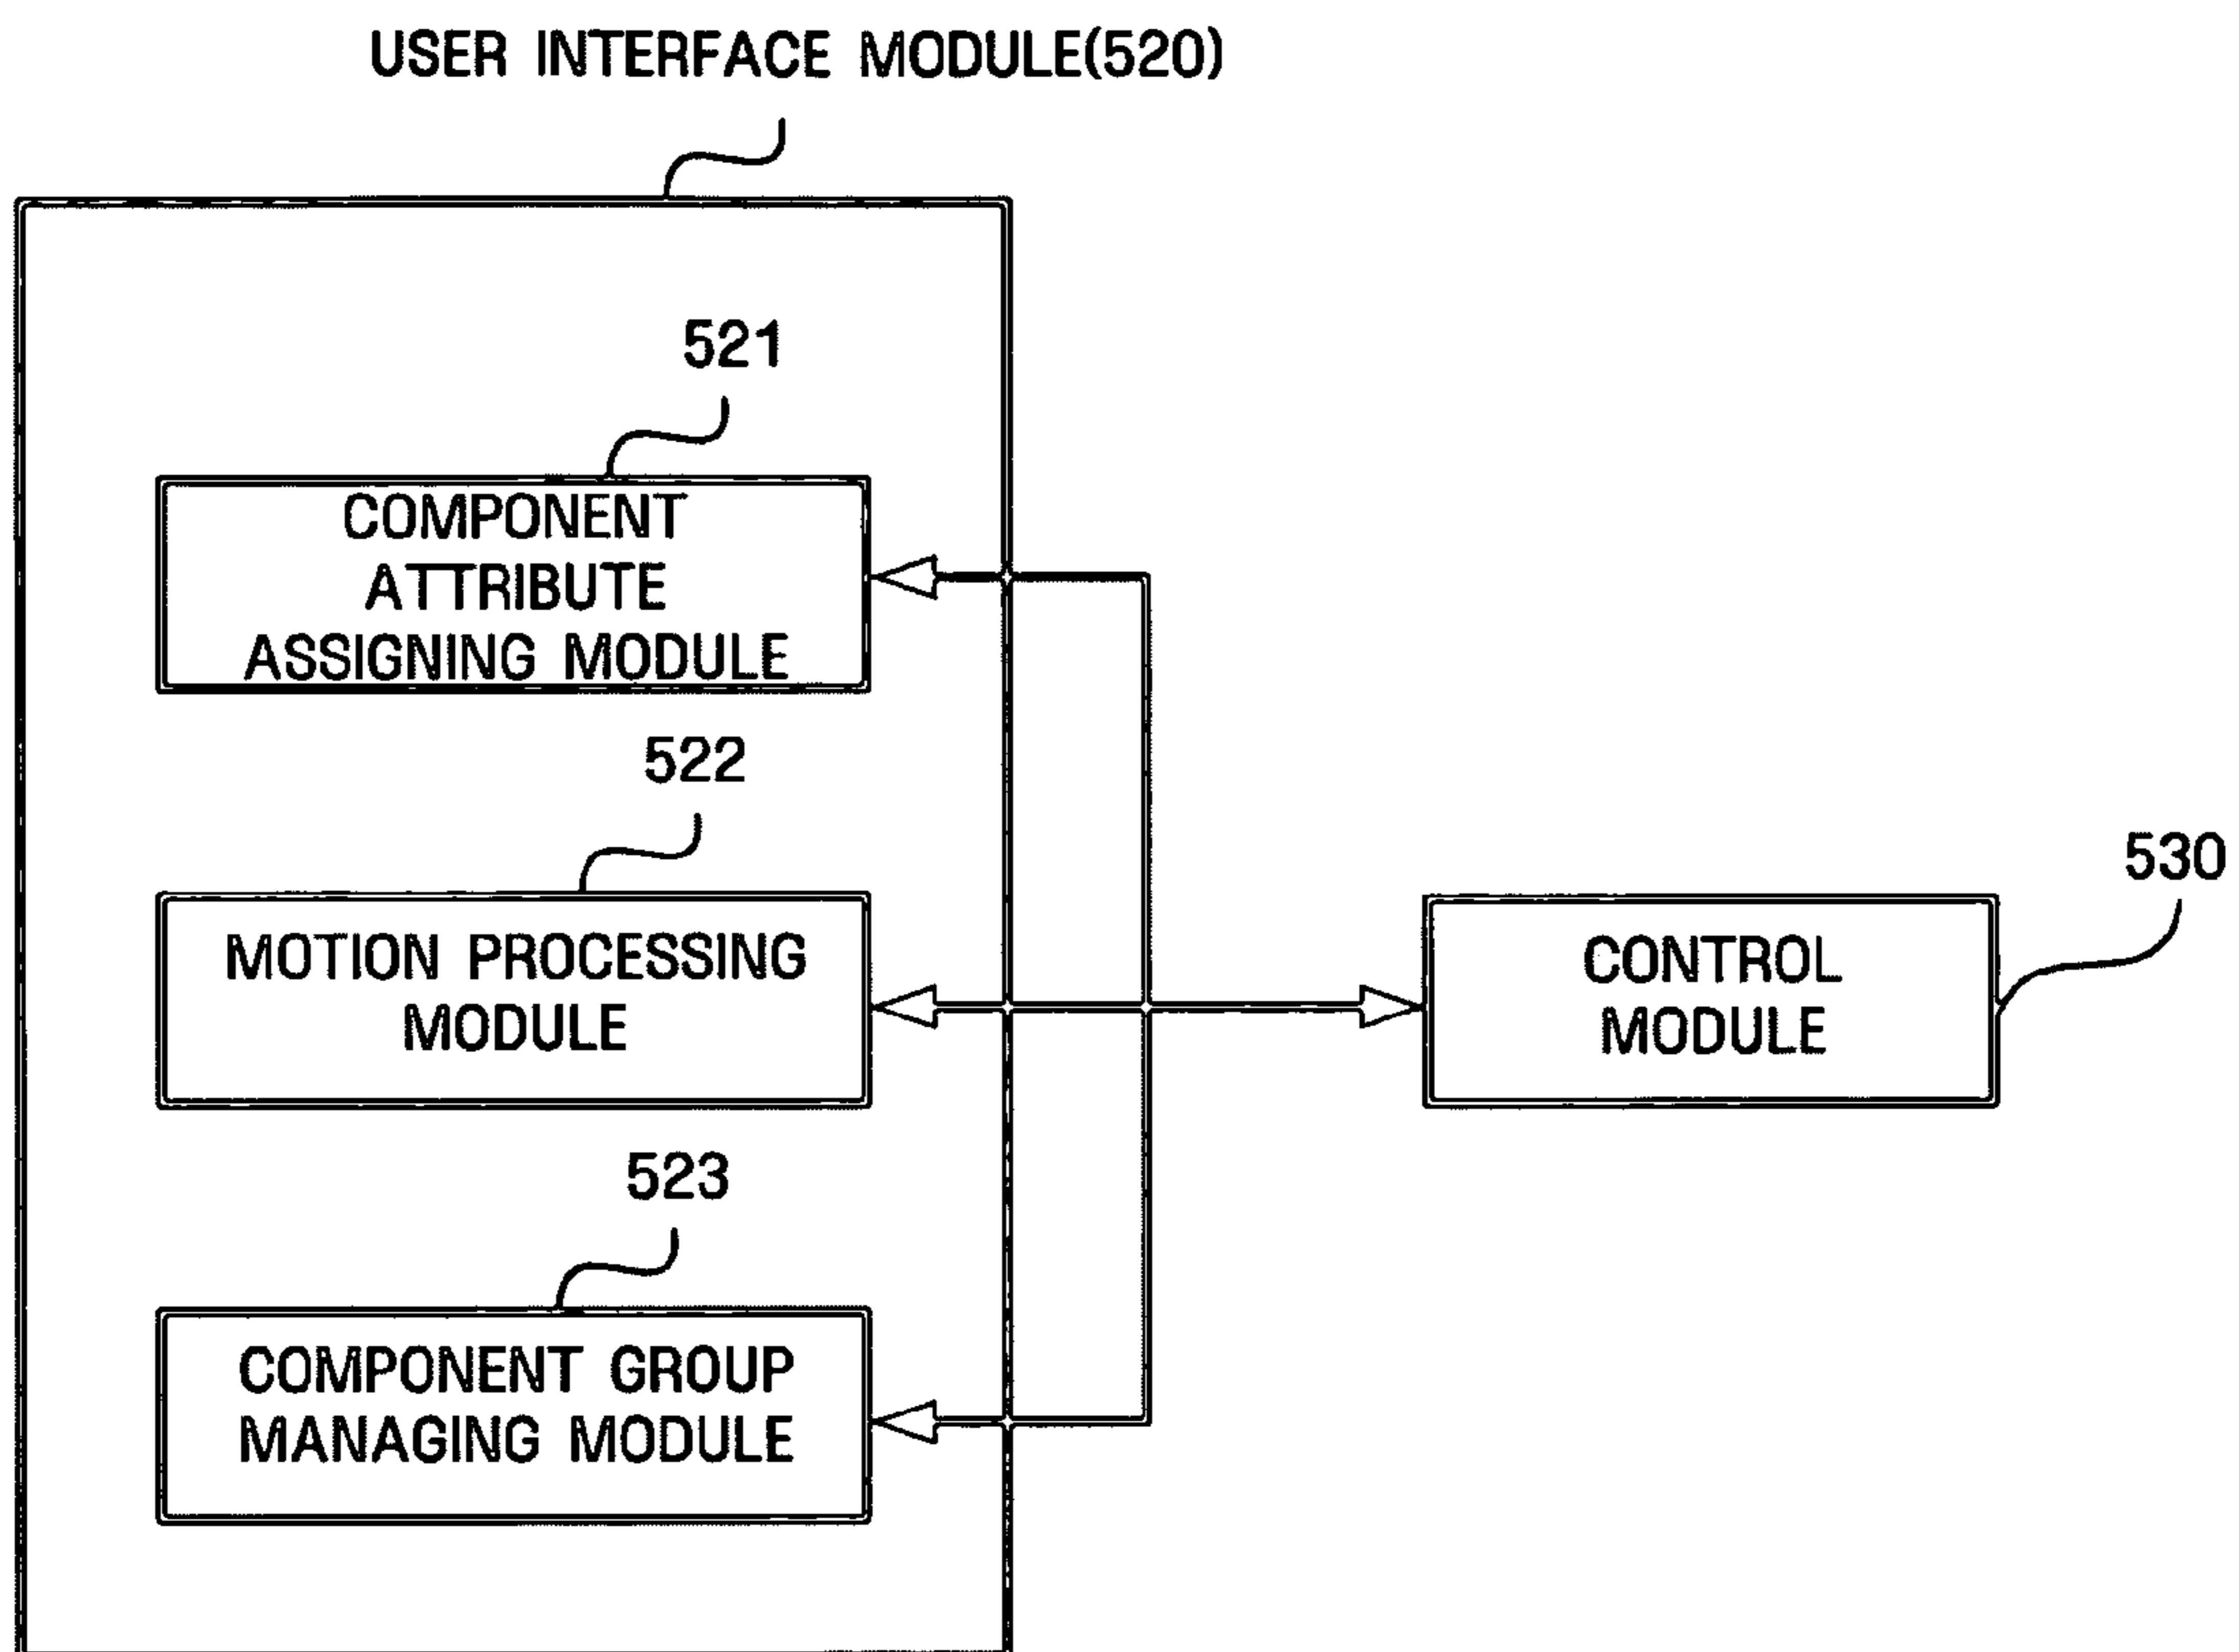 USER INTERFACE MODULE(520)
521
COMPONENT
ATTRIBUTE
ASSIGNING MODULE
522
MOTION PROCESSING
MODULE
523
COMPONENT GROUP
MANAGING MODULE
530
CONTROL
MODULE